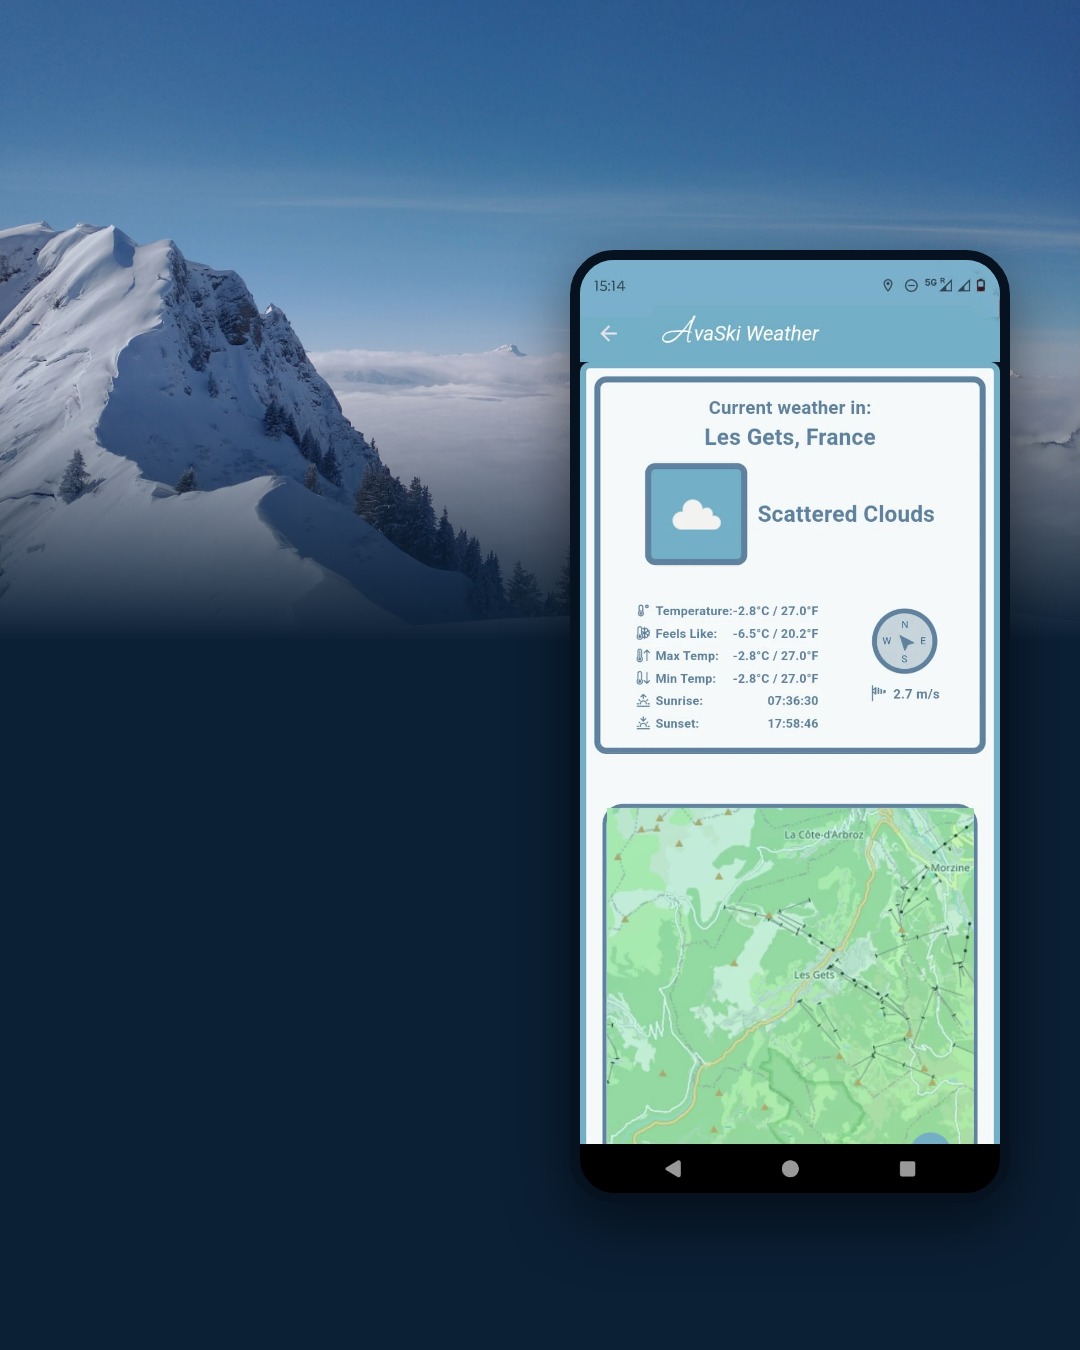 15:14
5G R
AvaSki Weather
Current weather in:
Les Gets, France
Scattered Clouds
Temperature: -2.8°C / 27.0°F
Feels Like: -6.5°C / 20.2°F
Max Temp: -2.8°C / 27.0°F
Min Temp: -2.8°C / 27.0°F
Sunrise: 07:36:30
Sunset: 17:58:46
N
W E
S
2.7 m/s
La Côte-d'Arbroz
Morzine
Les Gets